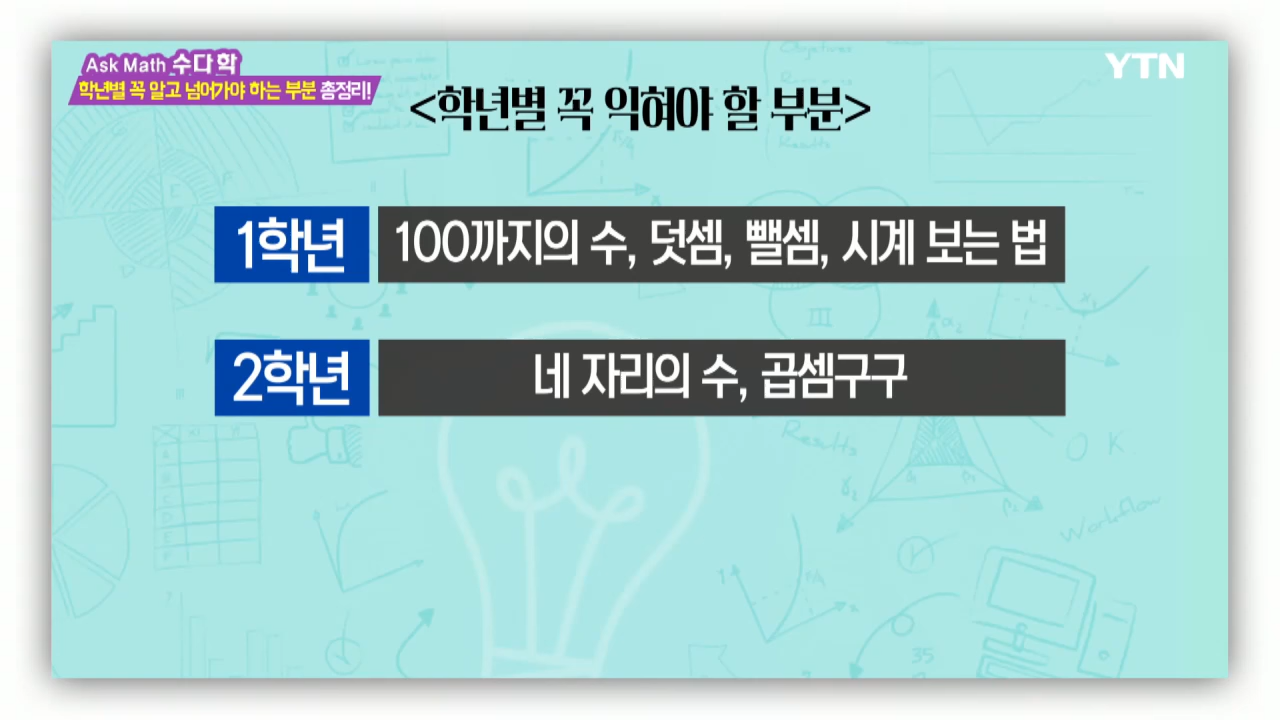 Ask Math 수다학
학년별 꼭 알고 넘어가야 하는 부분 총정리!
YTN
<학년별 꼭 익혀야 할 부분>
1학년 100까지의 수, 덧셈, 뺄셈, 시계 보는 법
2학년 네 자리의 수, 곱셈구구
Results
O K
Workflow
35